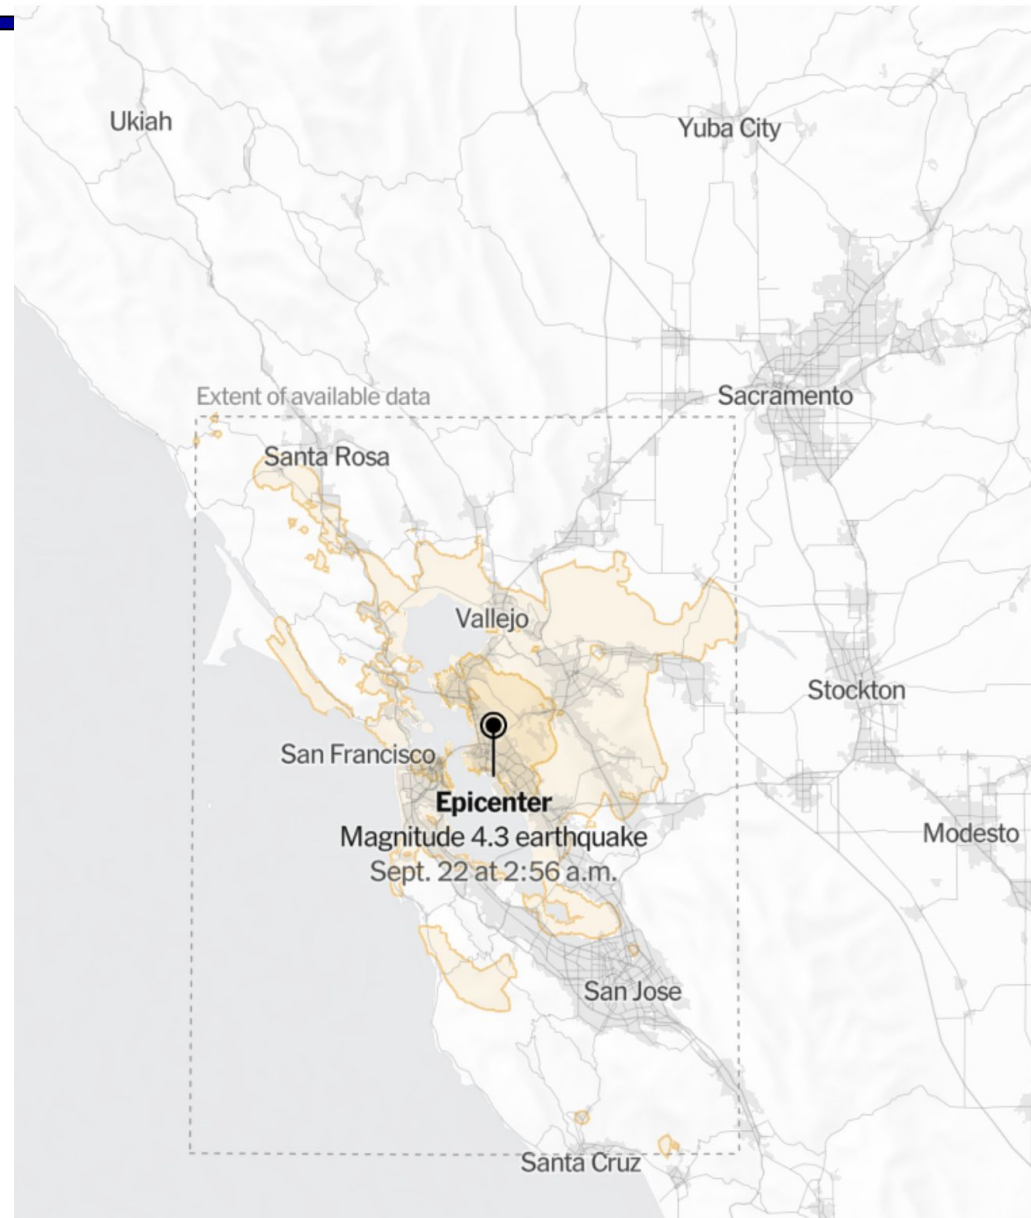 Ukiah
Yuba City
Sacramento
Extent of available data
Santa Rosa
Vallejo
Stockton
San Francisco
Epicenter
Magnitude 4.3 earthquake
Sept. 22 at 2:56 a.m.
Modesto
San Jose
Santa Cruz